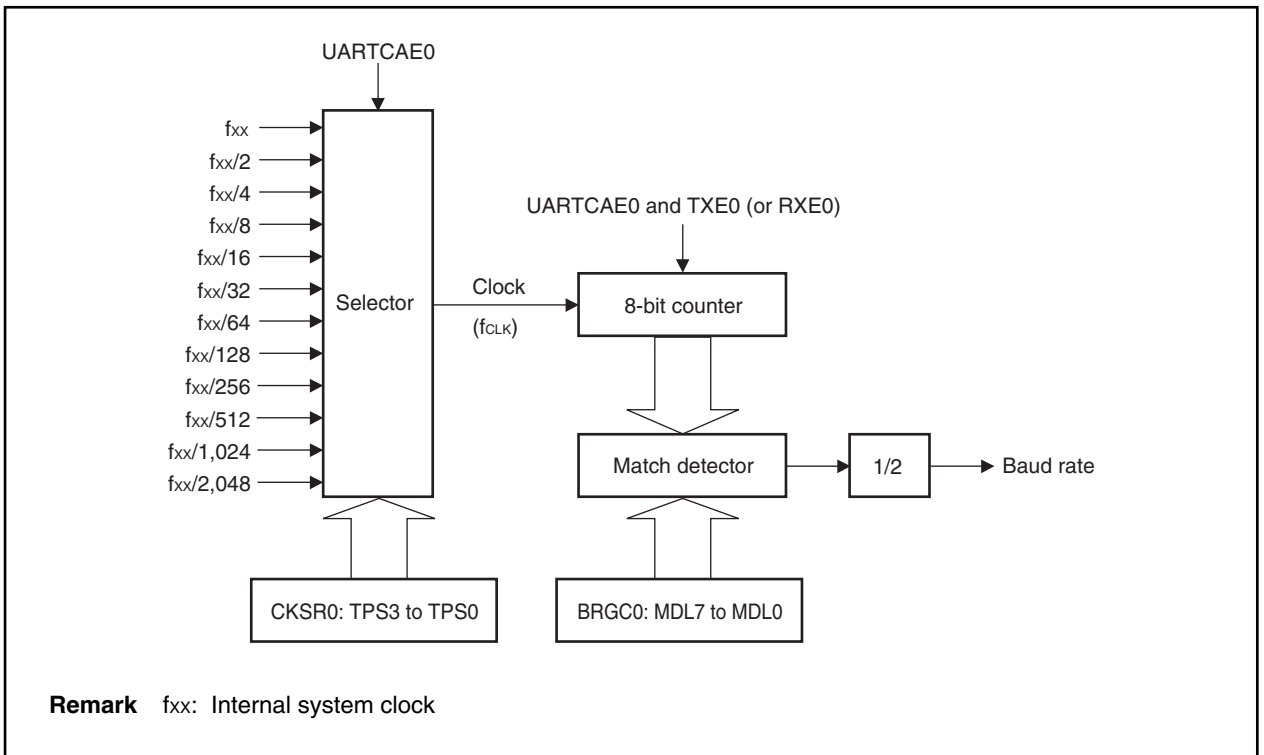 UARTCAE0
fxx
fxx/2
fxx/4
fxx/8
fxx/16
fxx/32
fxx/64
fxx/128
fxx/256
fxx/512
fxx/1,024
fxx/2,048
Selector
Clock
(fCLK)
UARTCAE0 and TXE0 (or RXE0)
8-bit counter
Match detector
1/2
Baud rate
CKSR0: TPS3 to TPS0
BRGC0: MDL7 to MDL0
Remark fxx: Internal system clock